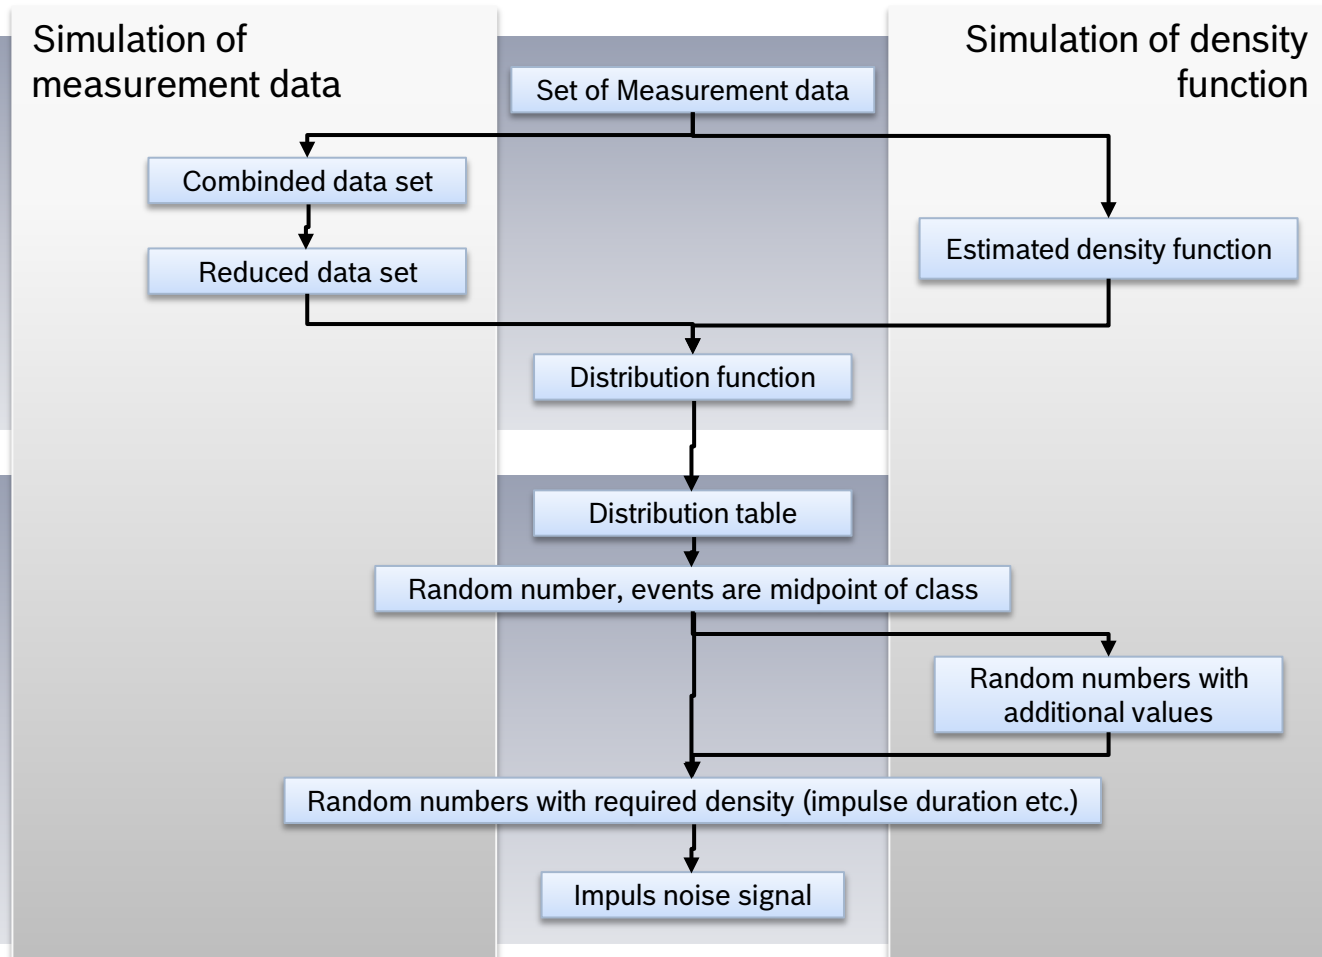 Simulation of
measurement data
Simulation of density
function
Set of Measurement data
Combinded data set
Reduced data set
Estimated density function
Distribution function
Distribution table
Random number, events are midpoint of class
Random numbers with
additional values
Random numbers with required density (impulse duration etc.)
Impuls noise signal